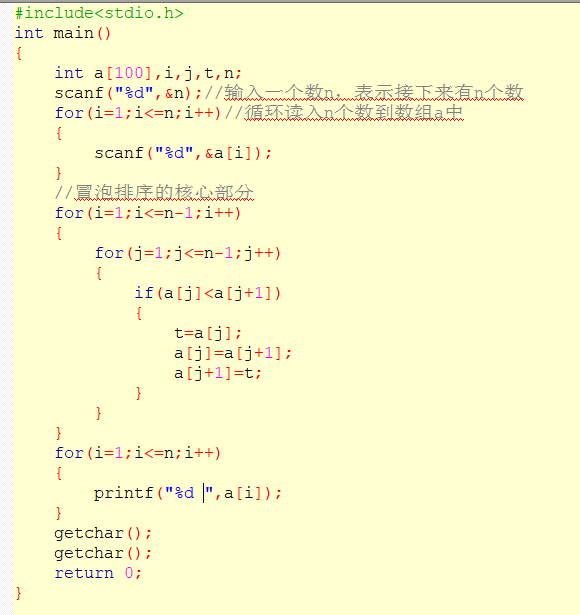 #include<stdio.h>
int main()
{
    int a[100],i,j,t,n;
    scanf("%d",&n);//输入一个数n，表示接下来有n个数
    for(i=1;i<=n;i++)//循环读入n个数到数组a中
    {
        scanf("%d",&a[i]);
    }
    //冒泡排序的核心部分
    for(i=1;i<=n-1;i++)
    {
        for(j=1;j<=n-1;j++)
        {
            if(a[j]<a[j+1])
            {
                t=a[j];
                a[j]=a[j+1];
                a[j+1]=t;
            }
        }
    }
    for(i=1;i<=n;i++)
    {
        printf("%d ",a[i]);
    }
    getchar();
    getchar();
    return 0;
}